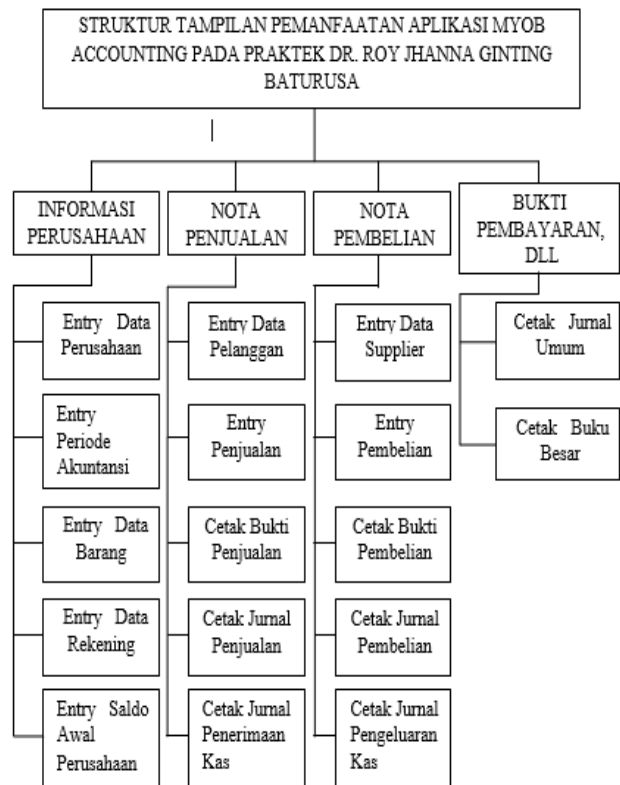 STRUKTUR TAMPILAN PEMANFAATAN APLIKASI MYOB
ACCOUNTING PADA PRAKTEK DR. ROY JHANNA GINTING
BATURUSA
INFORMASI
PERUSAHAAN
NOTA
PENJUALAN
NOTA
PEMBELIAN
BUKTI
PEMBAYARAN,
DLL
Entry Data
Perusahaan
Entry
Periode
Akuntansi
Entry Data
Barang
Entry Data
Rekening
Entry Saldo
Awal
Perusahaan
Entry Data
Pelanggan
Entry
Penjualan
Cetak Bukti
Penjualan
Cetak Jurnal
Penjualan
Cetak Jurnal
Penerimaan
Kas
Entry Data
Supplier
Entry
Pembelian
Cetak Bukti
Pembelian
Cetak Jurnal
Pembelian
Cetak Jurnal
Pengeluaran
Kas
Cetak Jurnal
Umum
Cetak Buku
Besar